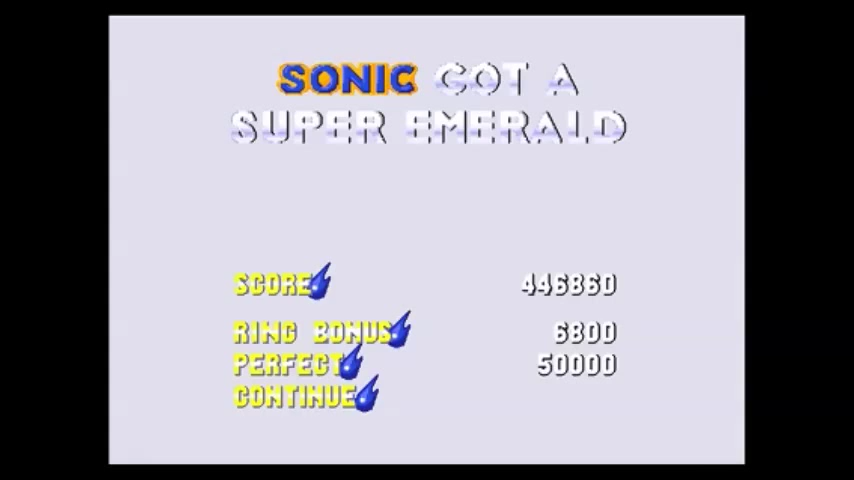 SONIC GOT A
SUPER EMERALD
SCORE 446860
RING BONUS 6800
PERFECT 50000
CONTINUE